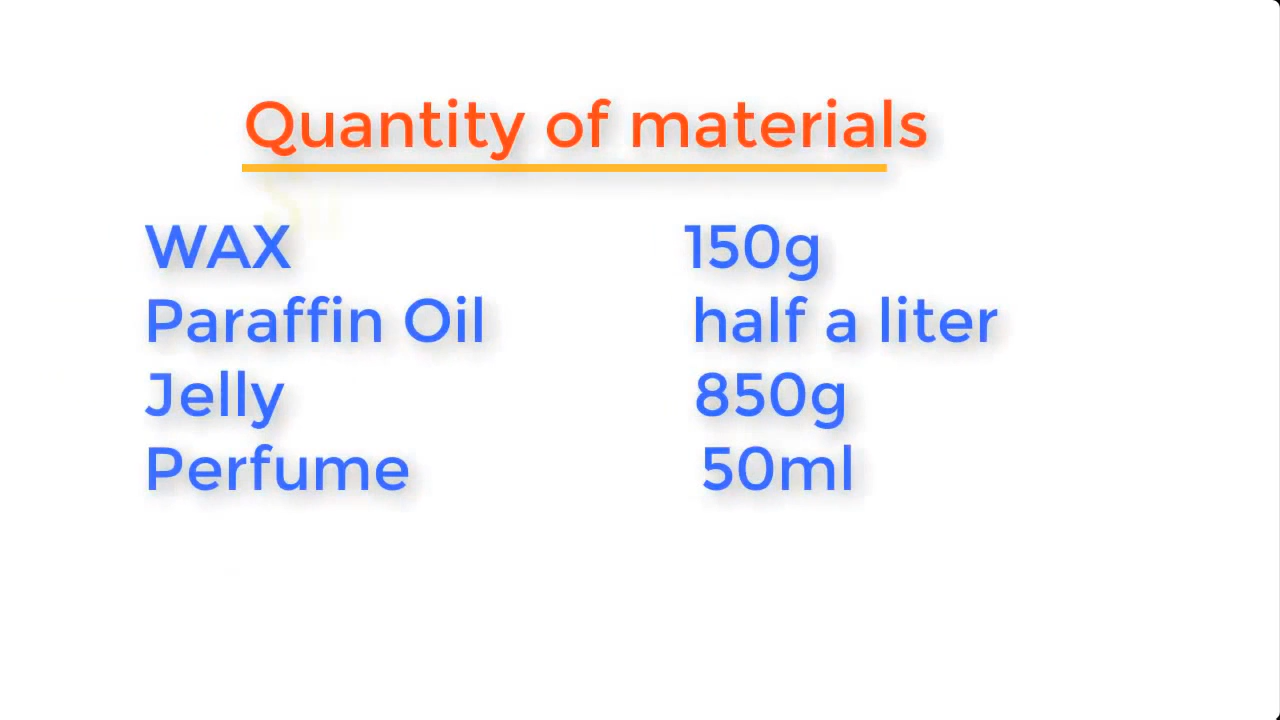 Quantity of materials
WAX 150g
Paraffin Oil half a liter
Jelly 850g
Perfume 50ml